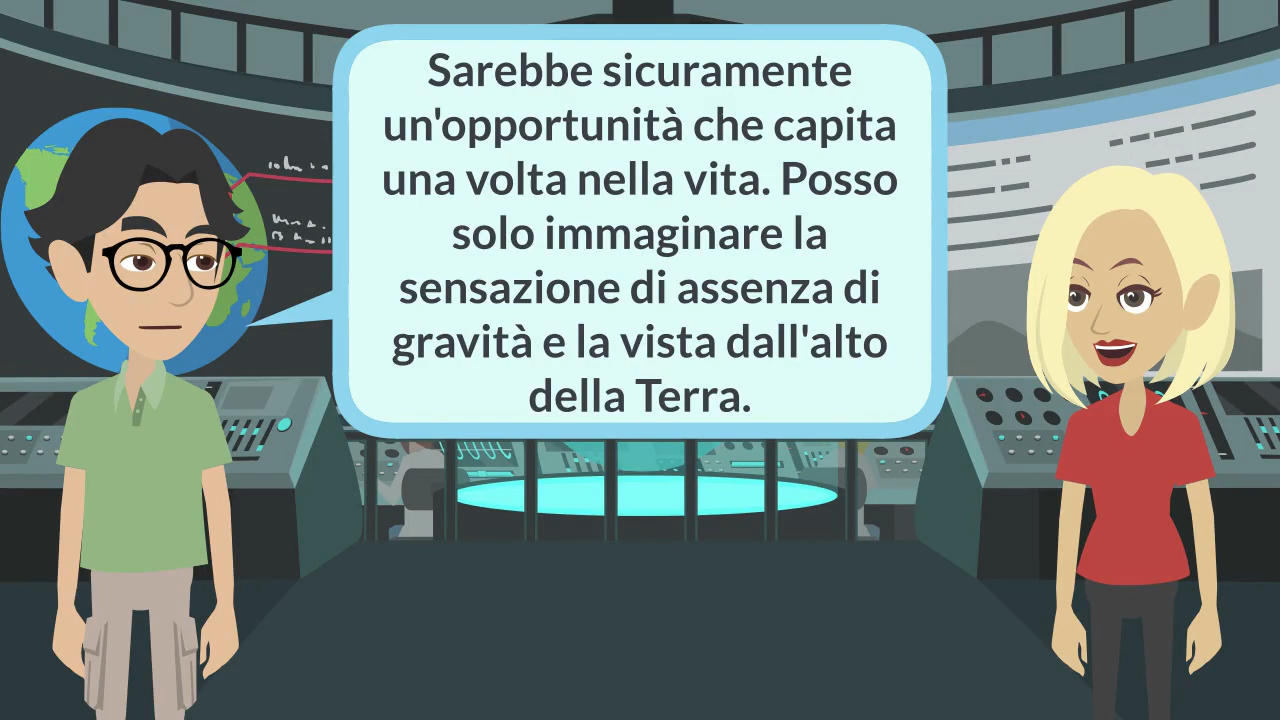 Sarebbe sicuramente
un'opportunità che capita
una volta nella vita. Posso
solo immaginare la
sensazione di assenza di
gravità e la vista dall'alto
della Terra.